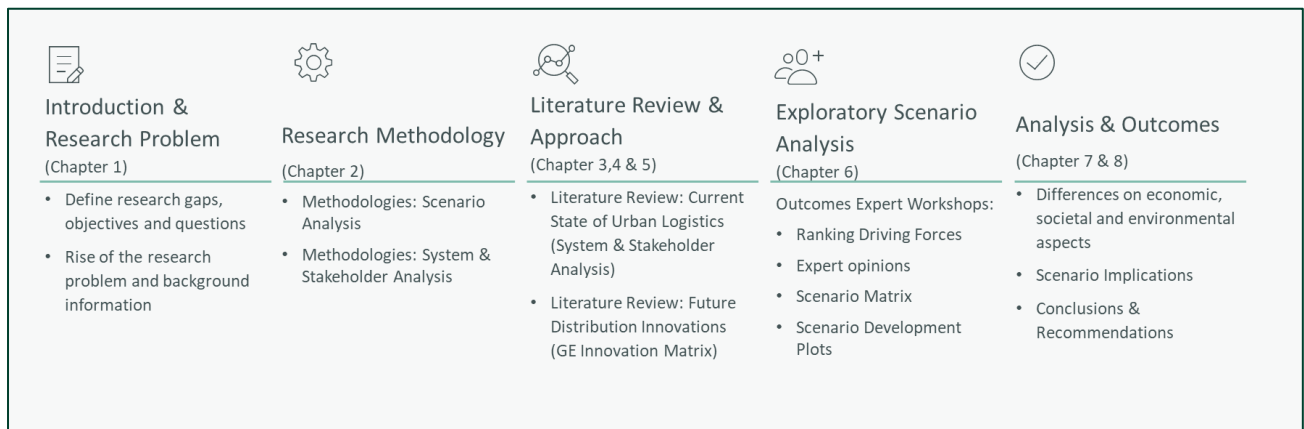 Introduction &
Research Problem
(Chapter 1)
• Define research gaps,
objectives and questions
• Rise of the research
problem and background
information
Research Methodology
(Chapter 2)
• Methodologies: Scenario
Analysis
• Methodologies: System &
Stakeholder Analysis
Literature Review &
Approach
(Chapter 3,4 & 5)
• Literature Review: Current
State of Urban Logistics
(System & Stakeholder
Analysis)
• Literature Review: Future
Distribution Innovations
(GE Innovation Matrix)
Exploratory Scenario
Analysis
(Chapter 6)
Outcomes Expert Workshops:
• Ranking Driving Forces
• Expert opinions
• Scenario Matrix
• Scenario Development
Plots
Analysis & Outcomes
(Chapter 7 & 8)
• Differences on economic,
societal and environmental
aspects
• Scenario Implications
• Conclusions &
Recommendations